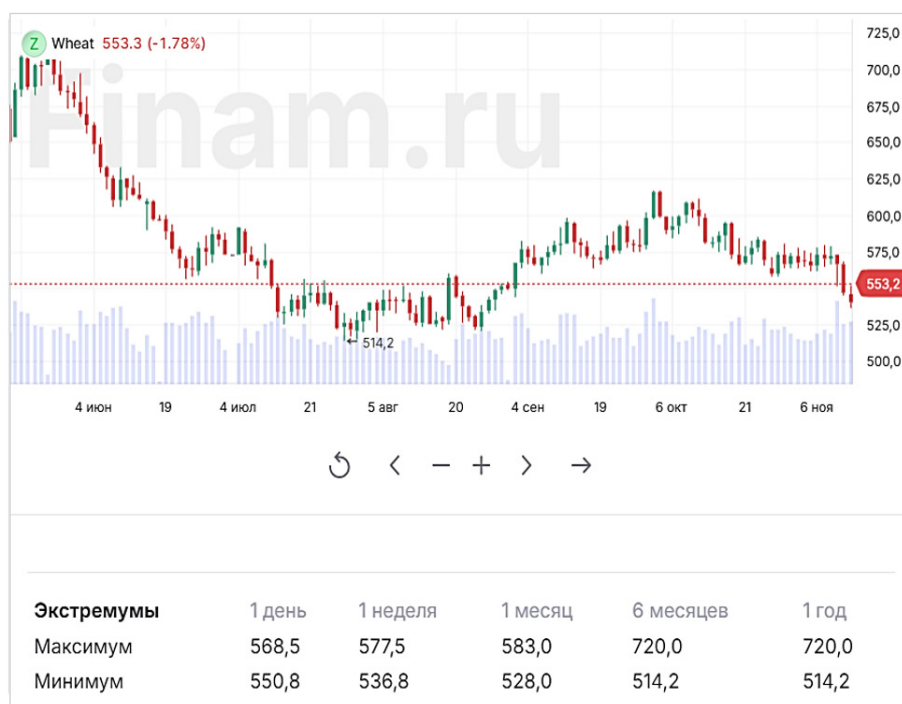 Z Wheat 553.3 (-1.78%)
Finam.ru
725,0
700,0
675,0
650,0
625,0
600,0
575,0
553,2
525,0
500,0
← 514,2
4 июн 19 4 июл 21 5 авг 20 4 сен 19 6 окт 21 6 ноя
Экстремумы 1 день 1 неделя 1 месяц 6 месяцев 1 год
Максимум 568,5 577,5 583,0 720,0 720,0
Минимум 550,8 536,8 528,0 514,2 514,2